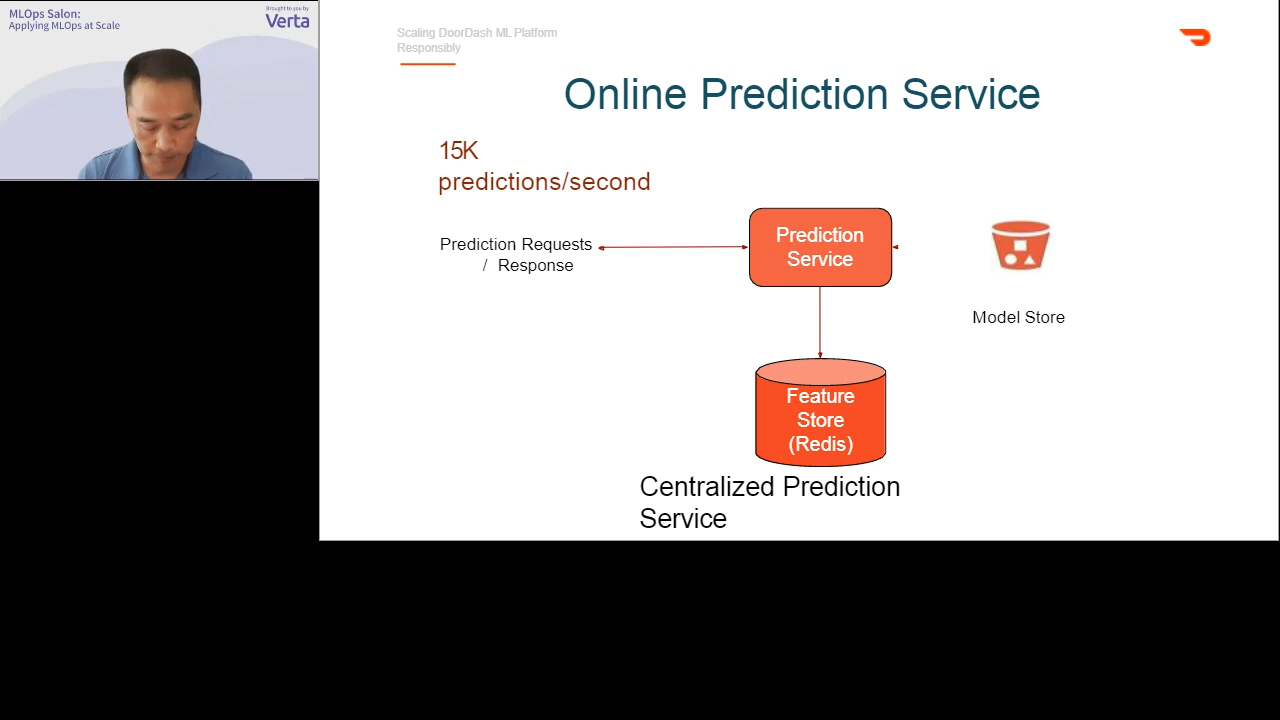 MLOps Salon:
Applying MLOps at Scale
Brought to you by
Verta
Scaling DoorDash ML Platform
Responsibly
Online Prediction Service
15K
predictions/second
Prediction Requests
/ Response
Prediction
Service
Model Store
Feature
Store
(Redis)
Centralized Prediction
Service